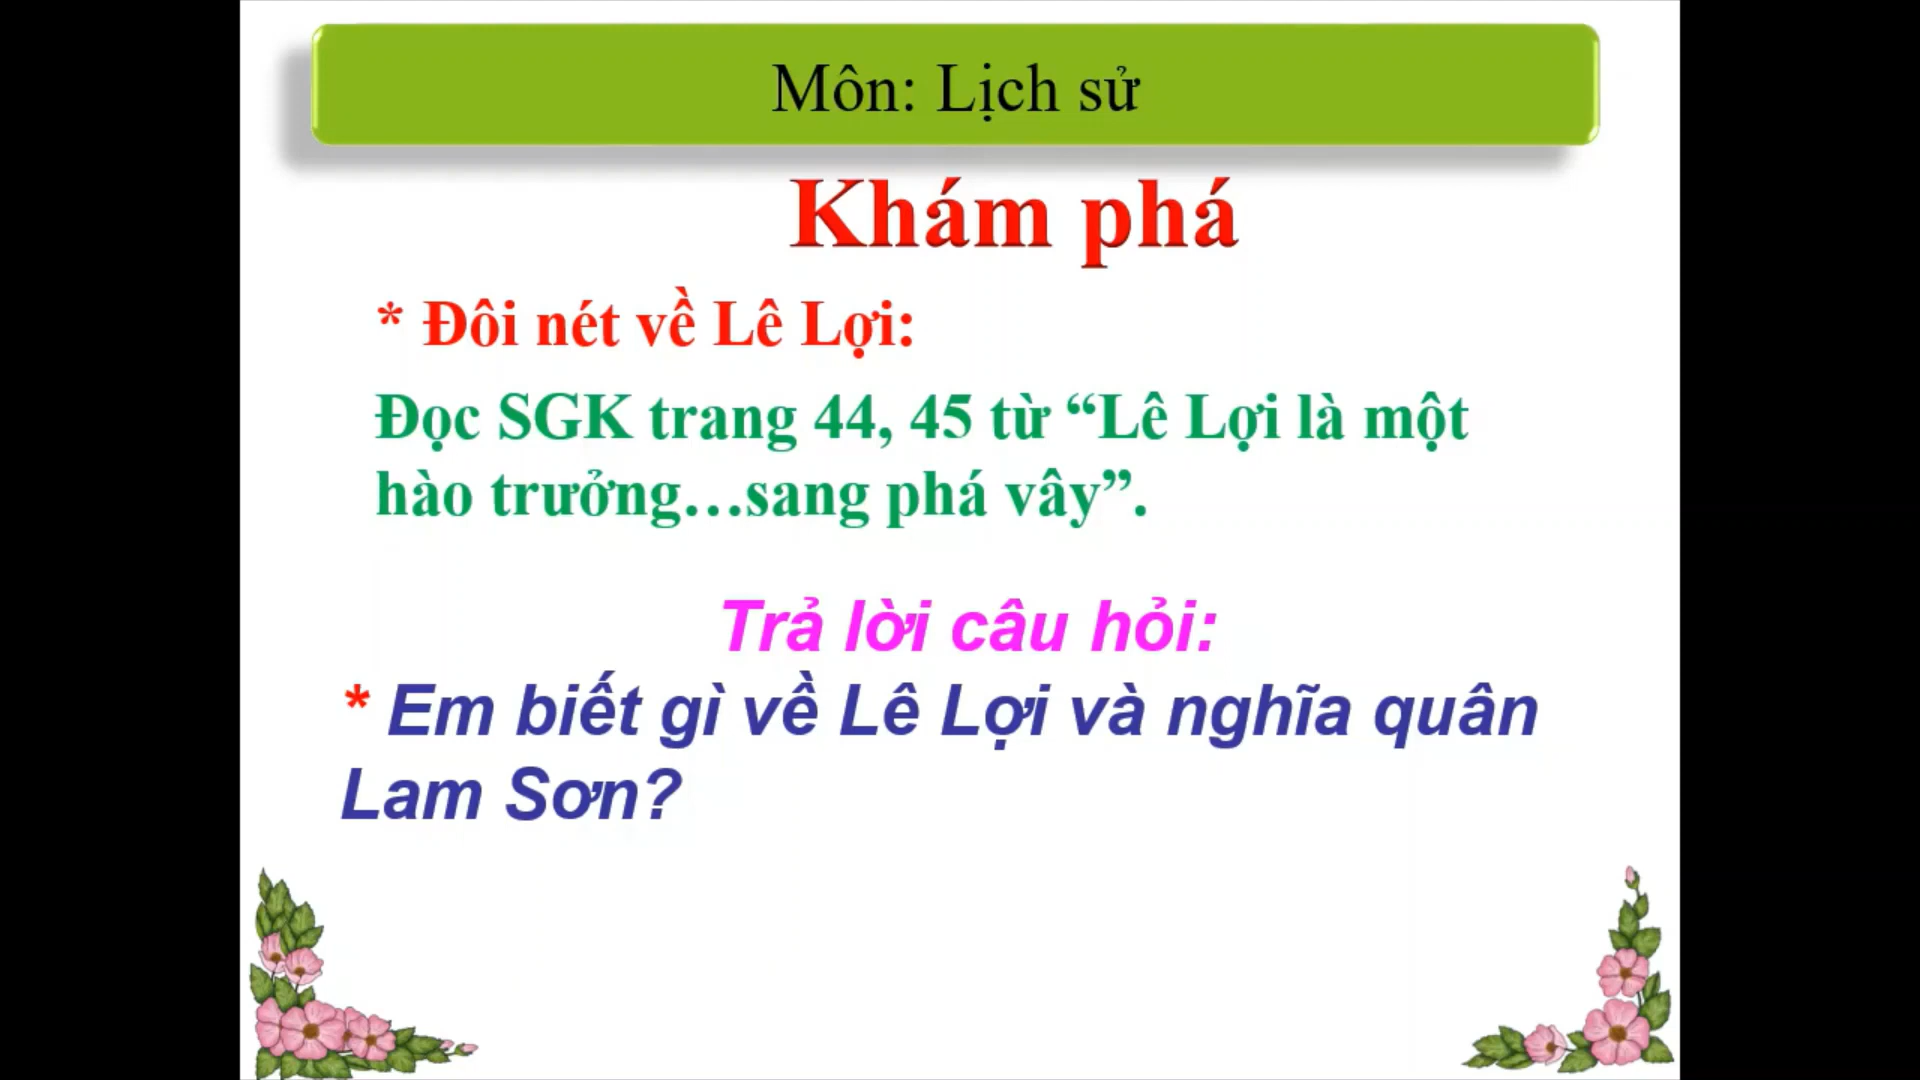 Môn: Lịch sử
Khám phá
* Đôi nét về Lê Lợi:
Đọc SGK trang 44, 45 từ “Lê Lợi là một
hào trưởng…sang phá vây”.
Trả lời câu hỏi:
* Em biết gì về Lê Lợi và nghĩa quân
Lam Sơn?